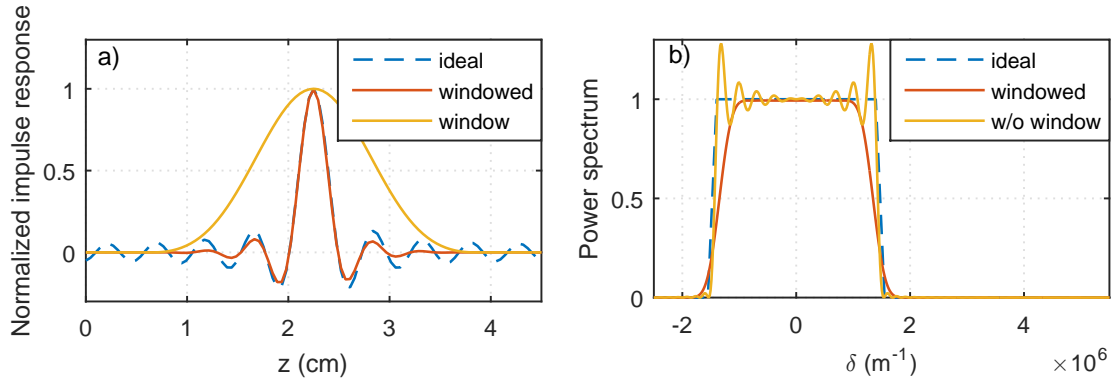 a)
ideal
windowed
window
Normalized impulse response
1
0.5
0
0
1
2
3
4
z (cm)
b)
ideal
windowed
w/o window
Power spectrum
1
0.5
0
-2
0
2
4
×10⁶
δ (m⁻¹)